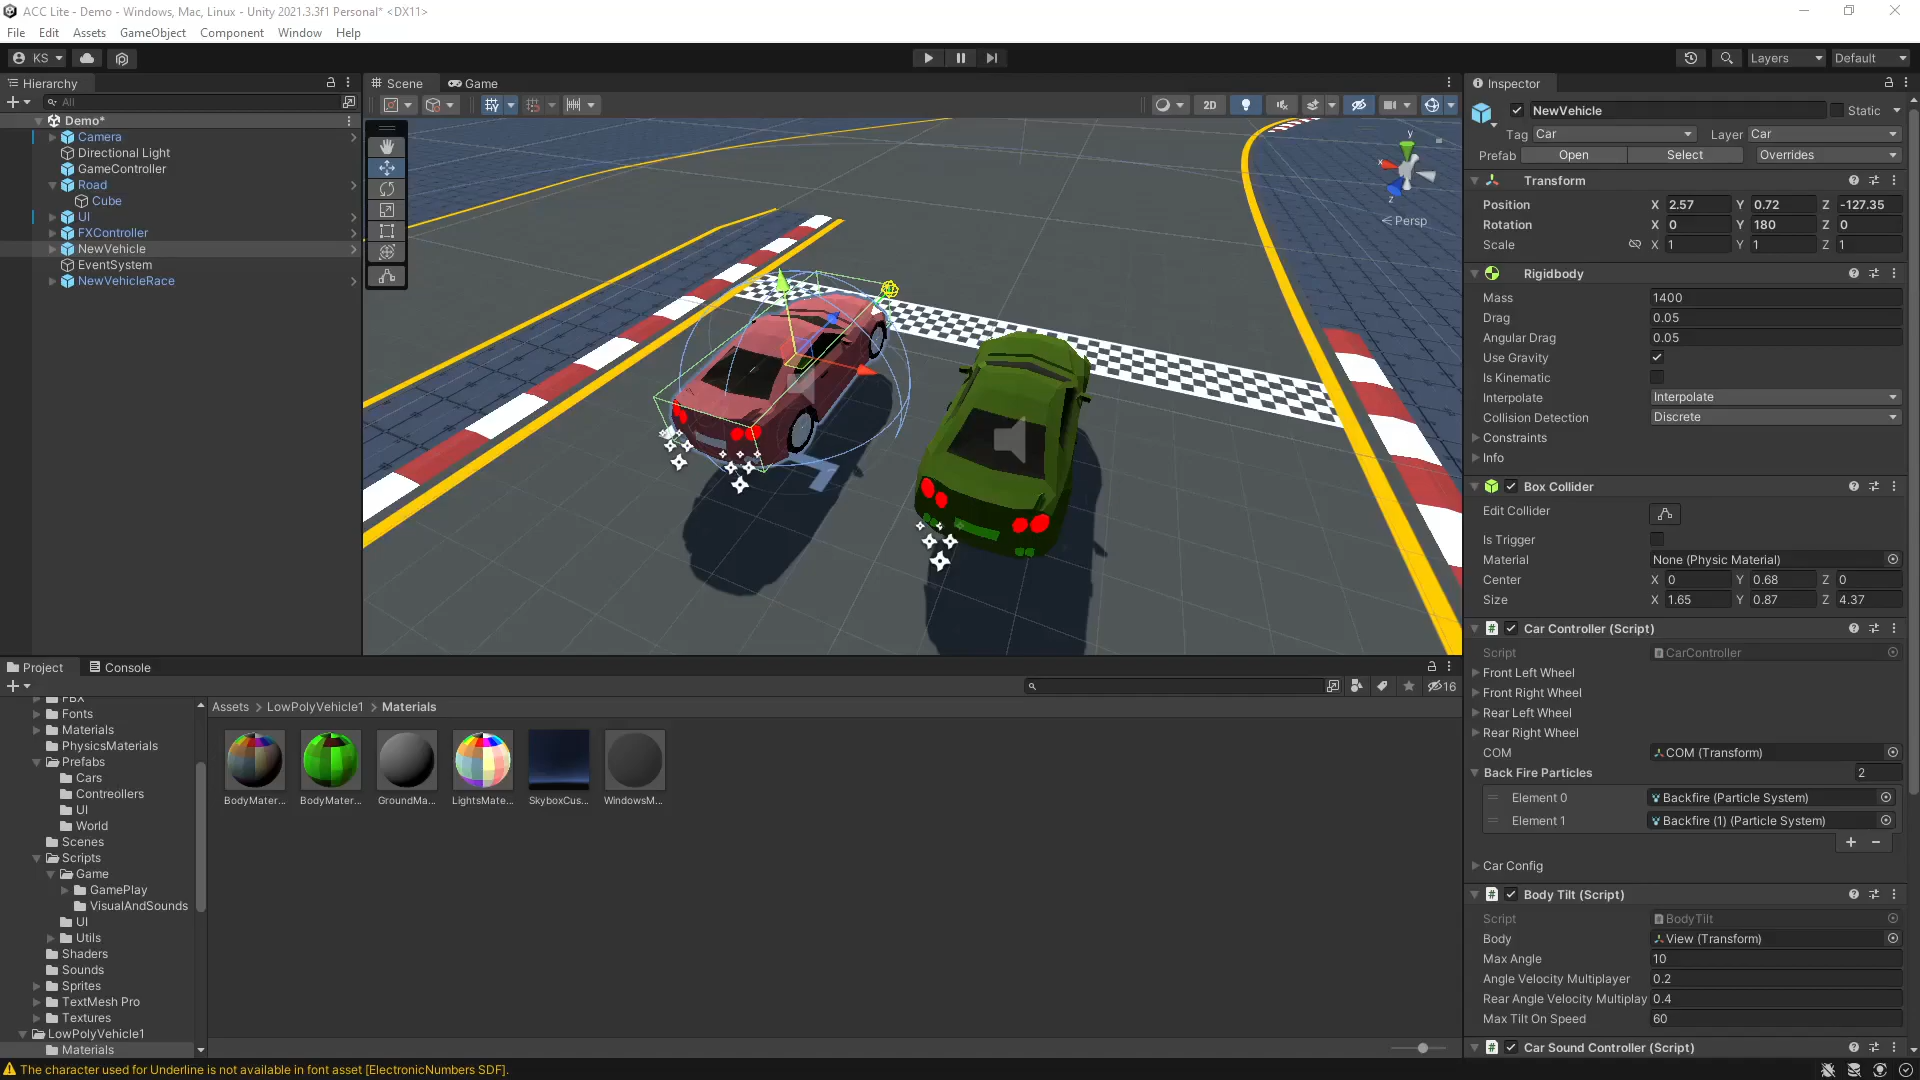 ACC Lite - Demo - Windows, Mac, Linux - Unity 2021.3.3f1 Personal* <DX11>
File Edit Assets GameObject Component Window Help
KS
Layers
Default
Hierarchy
All
Demo*
Camera
Directional Light
GameController
Road
Cube
UI
FXController
NewVehicle
EventSystem
NewVehicleRace
Scene
Game
2D
y
x
z
Persp
Inspector
NewVehicle
Static
Tag Car
Layer Car
Prefab Open Select Overrides
Transform
Position X 2.57 Y 0.72 Z -127.35
Rotation X 0 Y 180 Z 0
Scale X 1 Y 1 Z 1
Rigidbody
Mass 1400
Drag 0.05
Angular Drag 0.05
Use Gravity
Is Kinematic
Interpolate Interpolate
Collision Detection Discrete
Constraints
Info
Box Collider
Edit Collider
Is Trigger
Material None (Physic Material)
Center X 0 Y 0.68 Z 0
Size X 1.65 Y 0.87 Z 4.37
Car Controller (Script)
Script CarController
Front Left Wheel
Front Right Wheel
Rear Left Wheel
Rear Right Wheel
COM COM (Transform)
Back Fire Particles 2
Element 0 Backfire (Particle System)
Element 1 Backfire (1) (Particle System)
Car Config
Body Tilt (Script)
Script BodyTilt
Body View (Transform)
Max Angle 10
Angle Velocity Multiplayer 0.2
Rear Angle Velocity Multiplay 0.4
Max Tilt On Speed 60
Car Sound Controller (Script)
Project
Console
16
FBX
Fonts
Materials
PhysicsMaterials
Prefabs
Cars
Contreollers
UI
World
Scenes
Scripts
Game
GamePlay
VisualAndSounds
UI
Utils
Shaders
Sounds
Sprites
TextMesh Pro
Textures
LowPolyVehicle1
Materials
Assets > LowPolyVehicle1 > Materials
BodyMater...
BodyMater...
GroundMa...
LightsMate...
SkyboxCus...
WindowsM...
The character used for Underline is not available in font asset [ElectronicNumbers SDF].